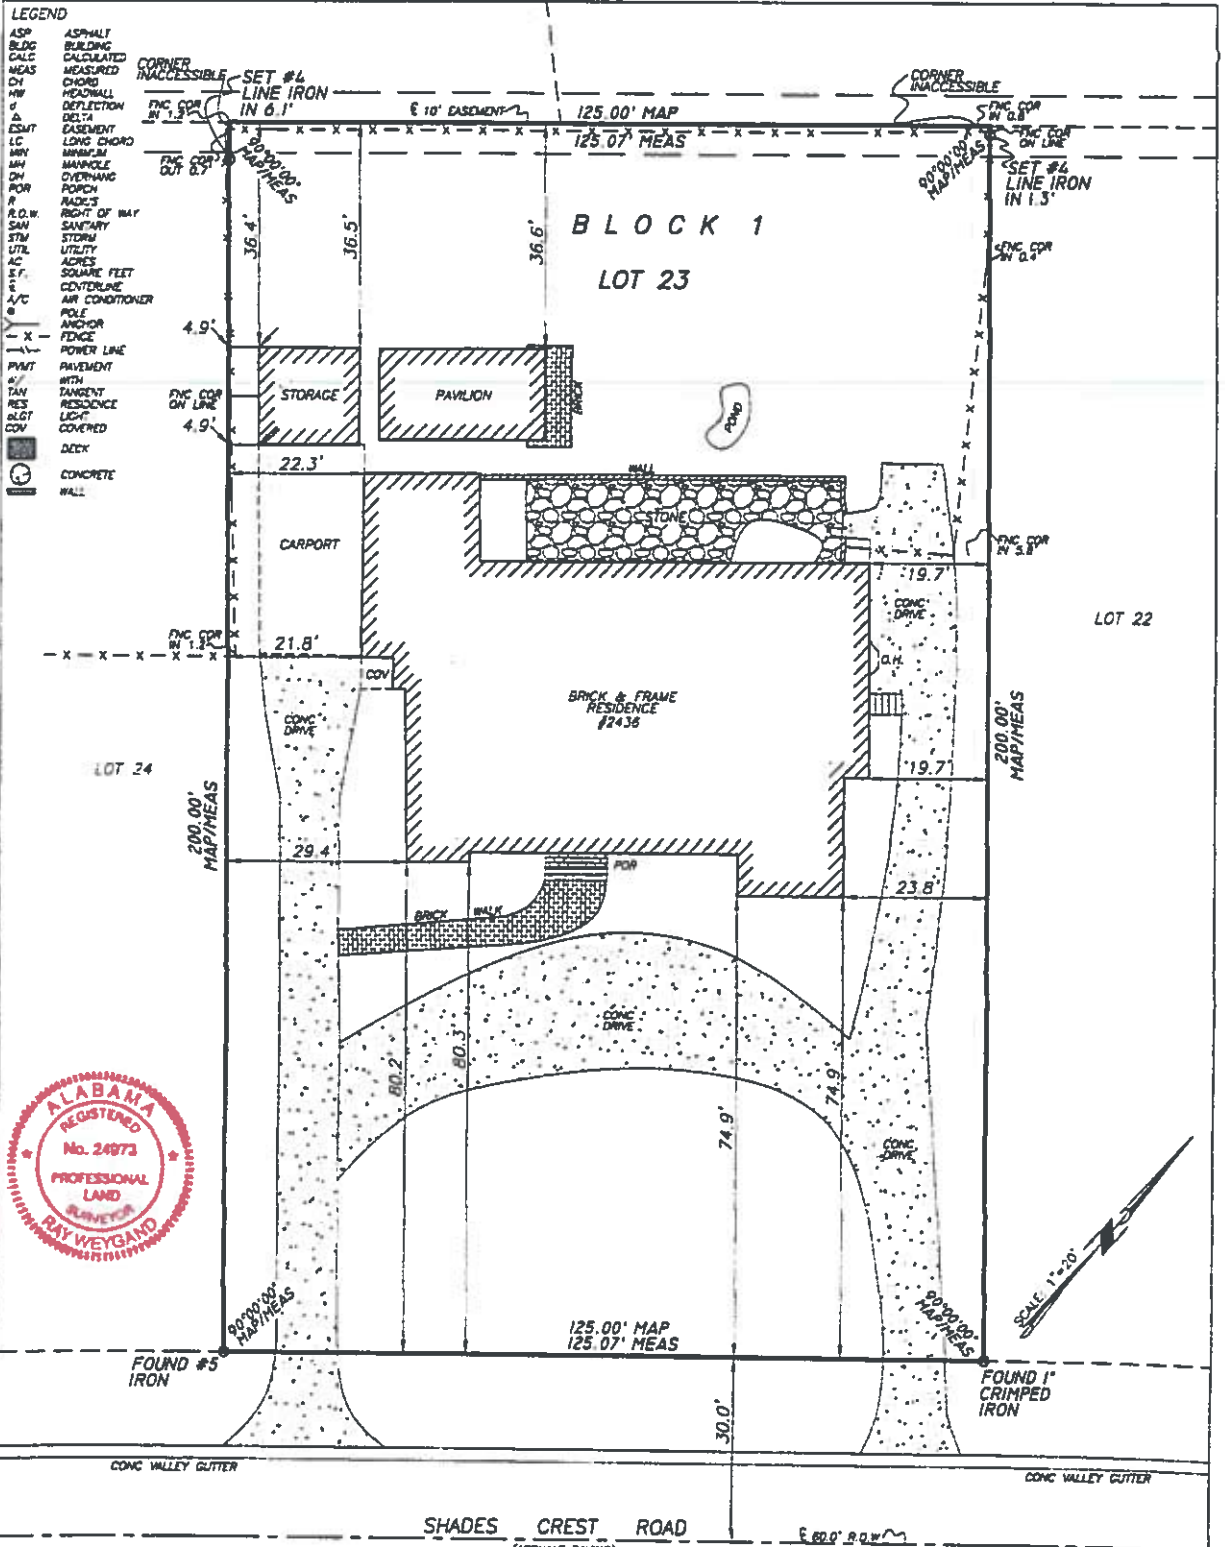 LEGEND
ASP ASPHALT
BLDG BUILDING
CALC CALCULATED
MEAS MEASURED
CH CHORD
HW HEADWALL
d DEFLECTION
Δ DELTA
ESMT EASEMENT
LC LONG CHORD
MIN MINIMUM
MH MANHOLE
OH OVERHANG
POR PORCH
R RADIUS
R.O.W. RIGHT OF WAY
SAN SANITARY
STM STORM
UTIL UTILITY
AC ACRES
S.F. SQUARE FEET
℄ CENTERLINE
A/C AIR CONDITIONER
POLE
ANCHOR
- X - FENCE
POWER LINE
PVMT PAVEMENT
W/ WITH
TAN TANGENT
RES RESIDENCE
LGT LIGHT
COV COVERED
DECK
CONCRETE
WALL
CORNER
INACCESSIBLE
SET #4
LINE IRON
IN 6.1'
FNC COR
FNC COR
OUT 0.7'
℄ 10' EASEMENT
125.00' MAP
125.07' MEAS
CORNER
INACCESSIBLE
FNC COR
IN 0.8'
FNC COR
ON LINE
SET #4
LINE IRON
IN 1.3'
90°00'00"
MAP/MEAS
90°00'00"
MAP/MEAS
FNC COR
IN 0.4'
36.4'
36.5'
36.6'
BLOCK 1
LOT 23
4.9'
STORAGE
PAVILION
BRICK
POND
FNC COR
ON LINE
4.9'
22.3'
WALL
STONE
CARPORT
FNC COR
IN 5.8'
19.7'
CONC
DRIVE
LOT 22
FNC COR
IN 1.2'
21.8'
COV
O.H.
BRICK & FRAME
RESIDENCE
#2436
CONC
DRIVE
LOT 24
200.00'
MAP/MEAS
200.00'
MAP/MEAS
19.7'
29.4'
POR
23.8'
BRICK WALK
CONC
DRIVE
80.2'
80.3'
74.9'
74.9'
CONC
DRIVE
ALABAMA
REGISTERED
No. 24973
PROFESSIONAL
LAND
SURVEYOR
RAY WEYGAND
SCALE: 1"=20'
90°00'00"
MAP/MEAS
125.00' MAP
125.07' MEAS
90°00'00"
MAP/MEAS
FOUND #5
IRON
FOUND 1"
CRIMPED
IRON
30.0'
CONC VALLEY GUTTER
CONC VALLEY GUTTER
SHADES CREST ROAD
℄ 60.0' R.O.W